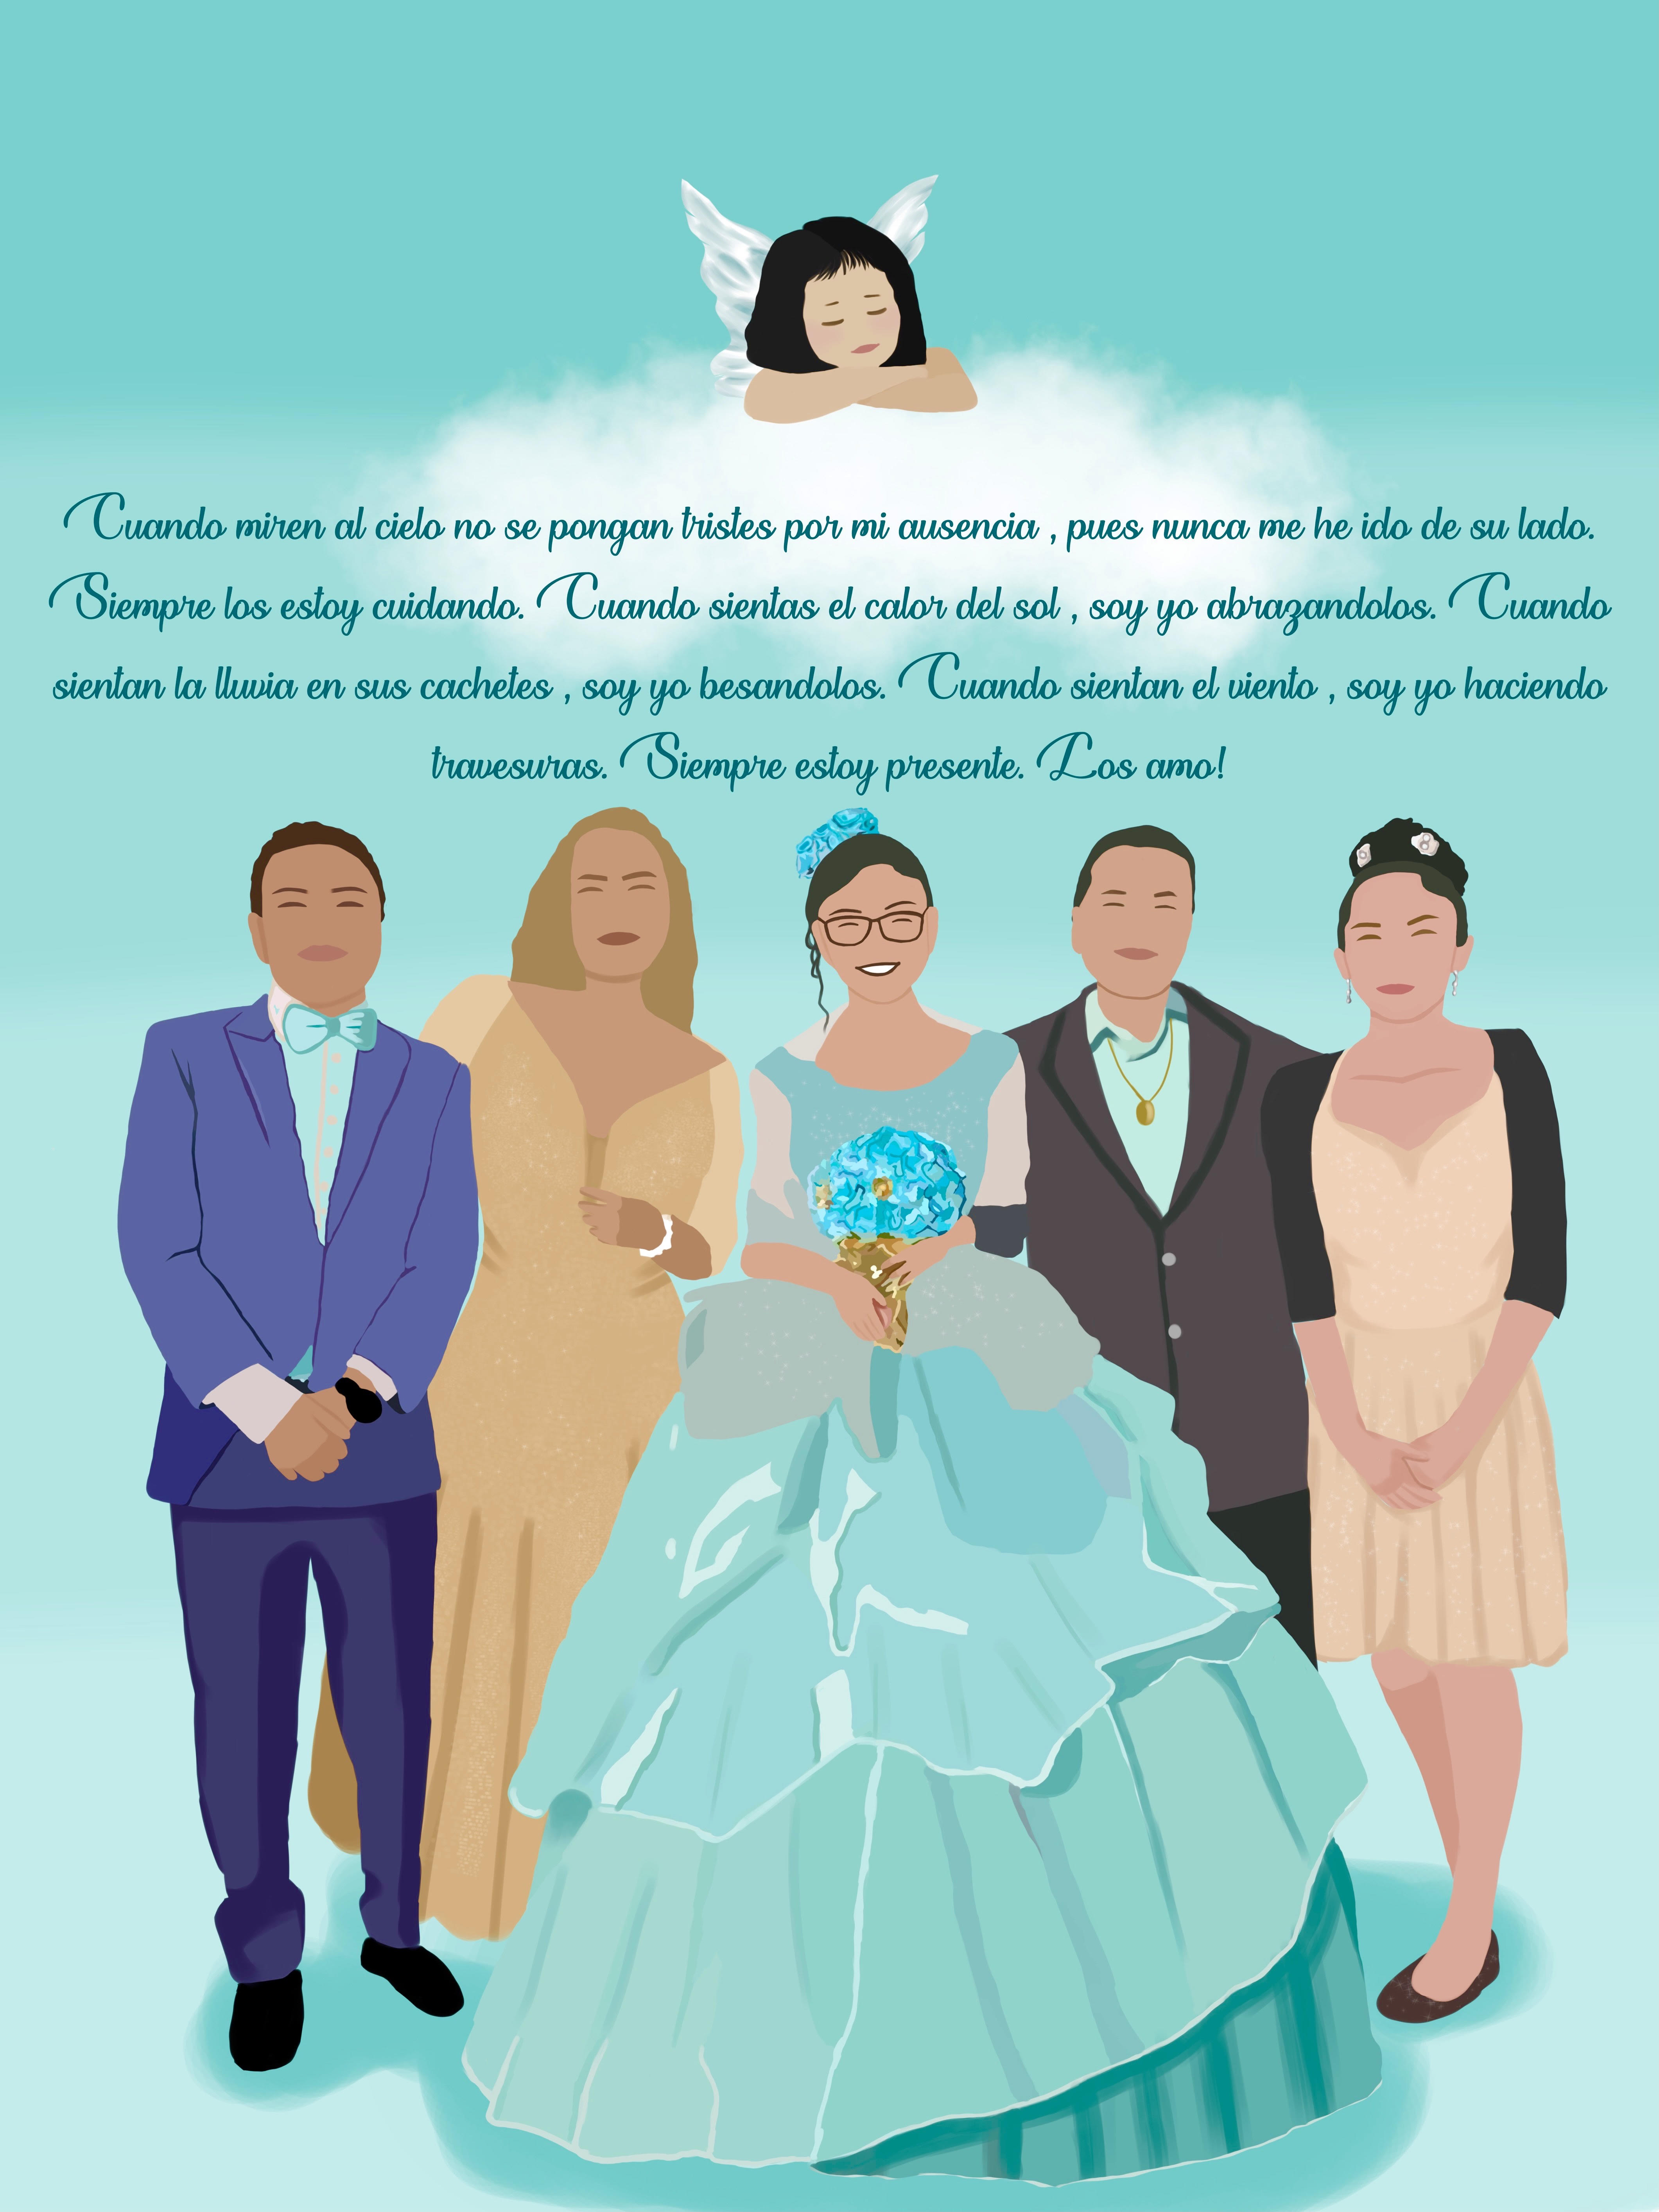 Cuando miren al cielo no se pongan tristes por mi ausencia , pues nunca me he ido de su lado.
Siempre los estoy cuidando. Cuando sientas el calor del sol , soy yo abrazandolos. Cuando
sientan la lluvia en sus cachetes , soy yo besandolos. Cuando sientan el viento , soy yo haciendo
travesuras. Siempre estoy presente. Los amo!